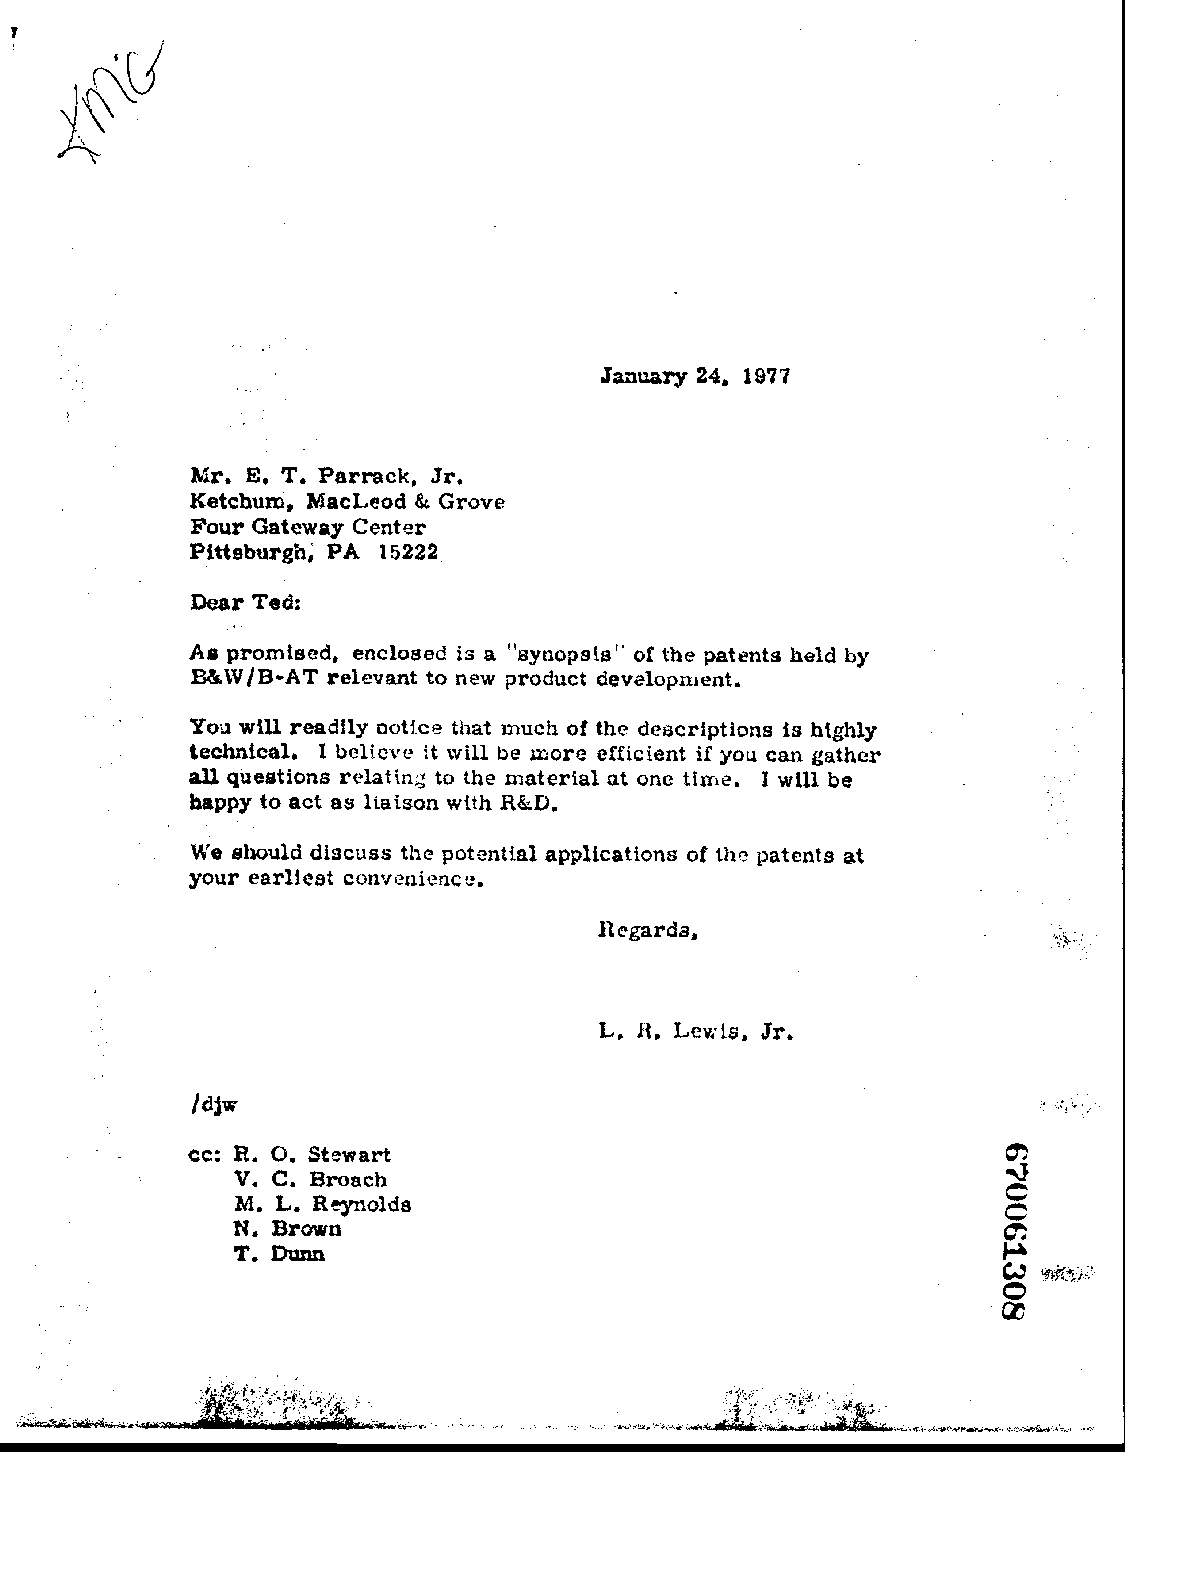 KMG
January 24, 1977
Mr. E. T. Parrack, Jr.
Ketchum, MacLeod & Grove
Four Gateway Center
Pittsburgh, PA 15222
Dear Ted:
As promised, enclosed is a "synopsis" of the patents held by
B&W/B-AT relevant to new product development.
You will readily notice that much of the descriptions is highly
technical. I believe it will be more efficient if you can gather
all questions relating to the material at one time. I will be
happy to act as liaison with R&D.
We should discuss the potential applications of the patents at
your earliest convenience.
Regards,
L. R. Lewis, Jr.
/djw
cc: R. O. Stewart
V. C. Broach
M. L. Reynolds
N. Brown
T. Dunn
670061308